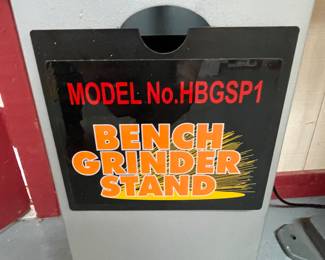 MODEL No.HBGSP1
BENCH
GRINDER
STAND